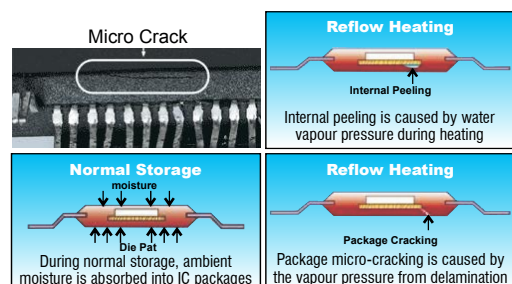 Micro Crack
Reflow Heating
Internal Peeling
Internal peeling is caused by water
vapour pressure during heating
Normal Storage
moisture
Die Pat
During normal storage, ambient
moisture is absorbed into IC packages
Reflow Heating
Package Cracking
Package micro-cracking is caused by
the vapour pressure from delamination